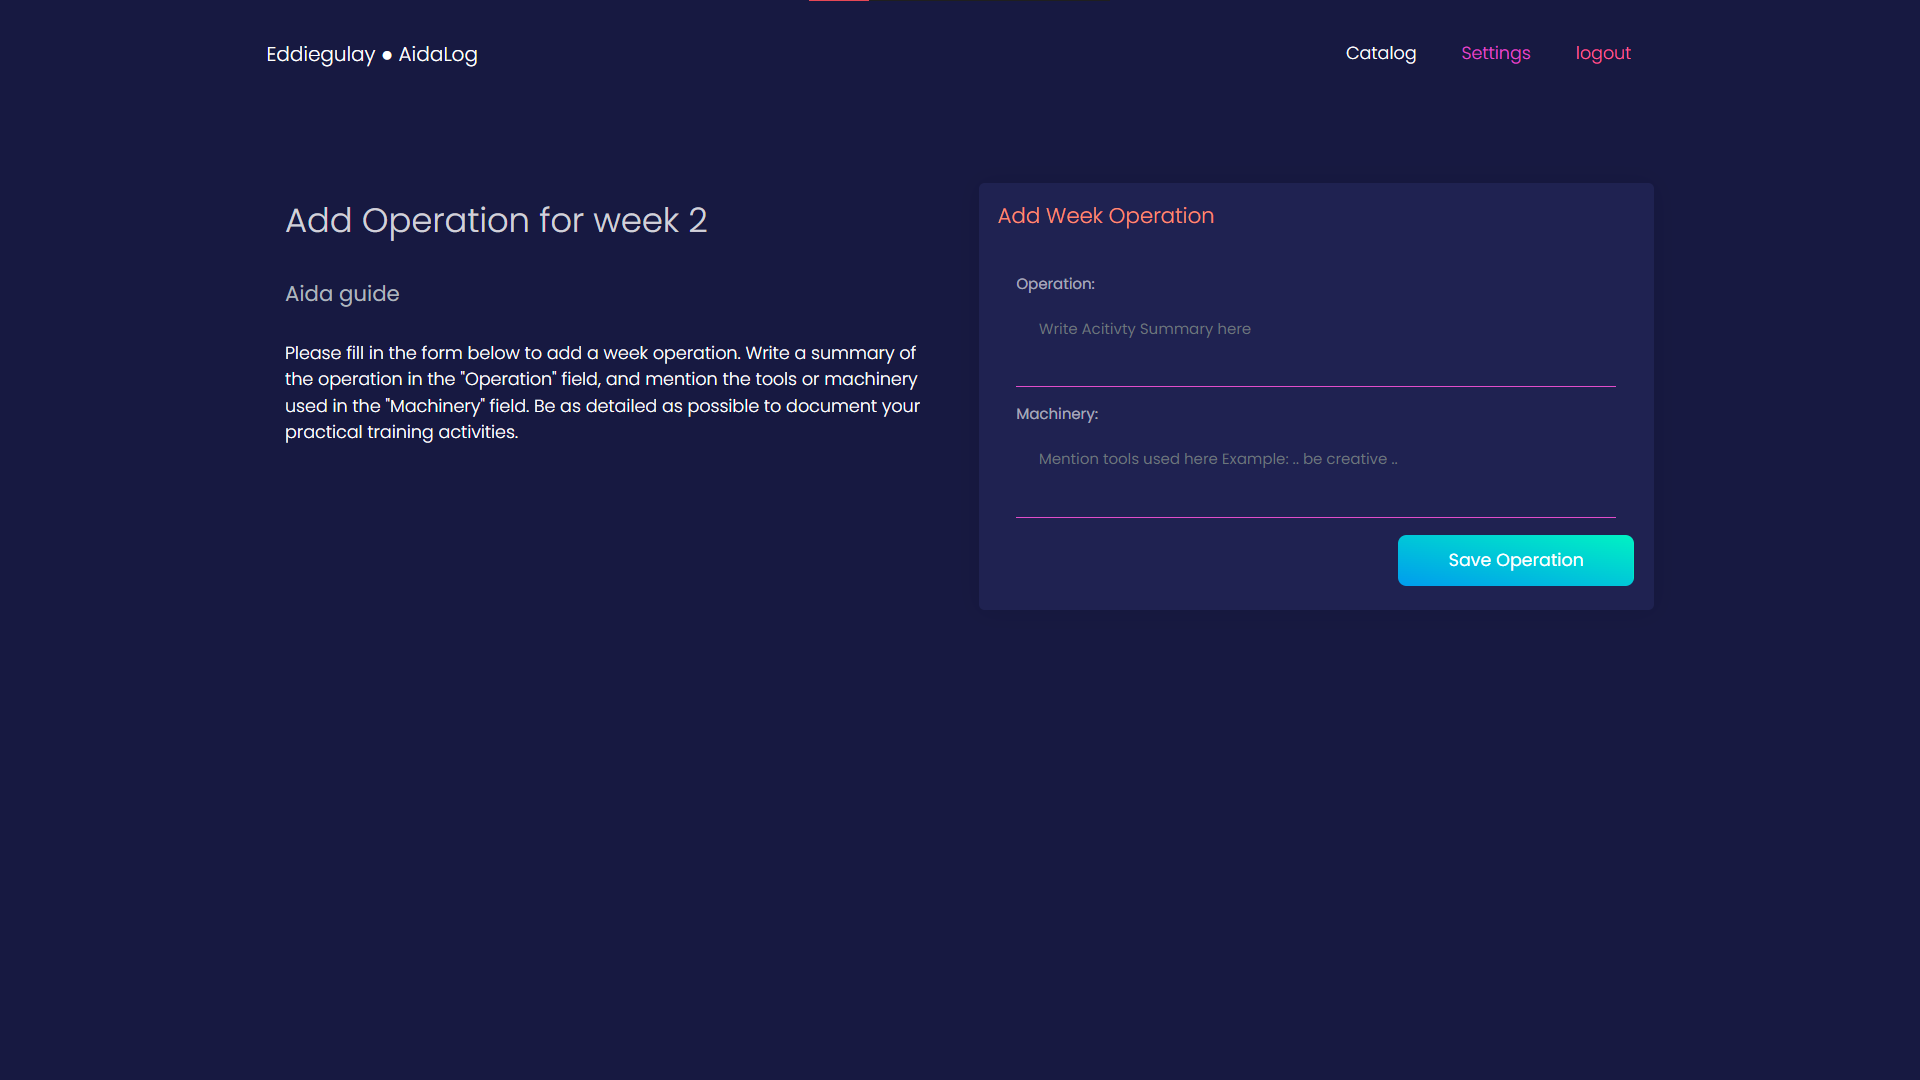 Eddiegulay ● AidaLog
Catalog
Settings
logout
Add Operation for week 2
Aida guide
Please fill in the form below to add a week operation. Write a summary of
the operation in the "Operation" field, and mention the tools or machinery
used in the "Machinery" field. Be as detailed as possible to document your
practical training activities.
Add Week Operation
Operation:
Write Acitivty Summary here
Machinery:
Mention tools used here Example: .. be creative ..
Save Operation